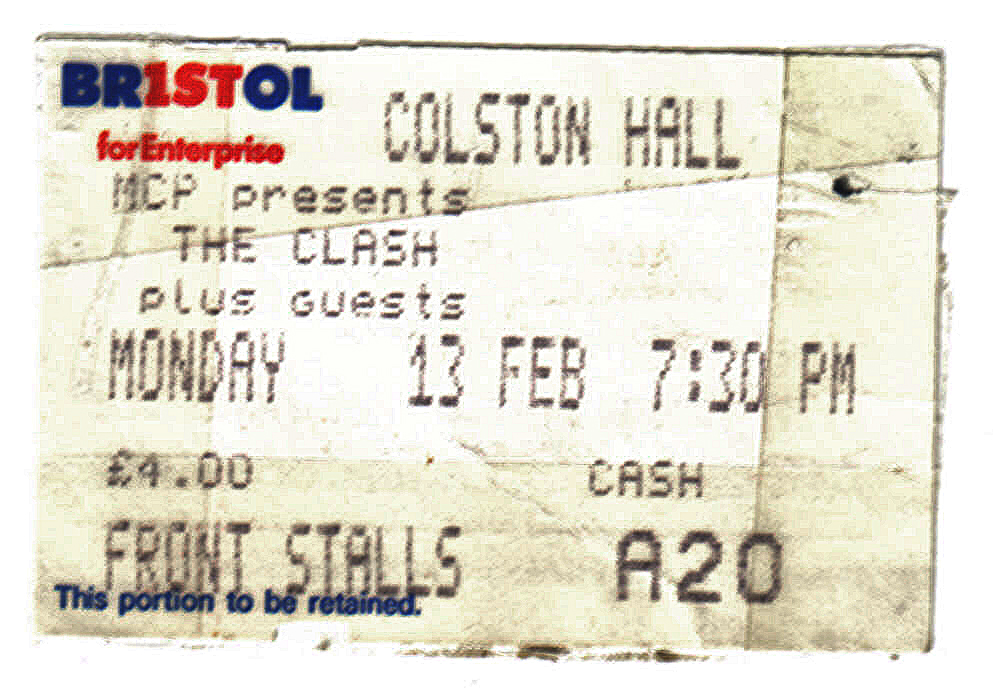 BR1STOL
for Enterprise
COLSTON HALL
MCP presents
THE CLASH
plus guests
MONDAY 13 FEB 7:30 PM
£4.00 CASH
FRONT STALLS A20
This portion to be retained.